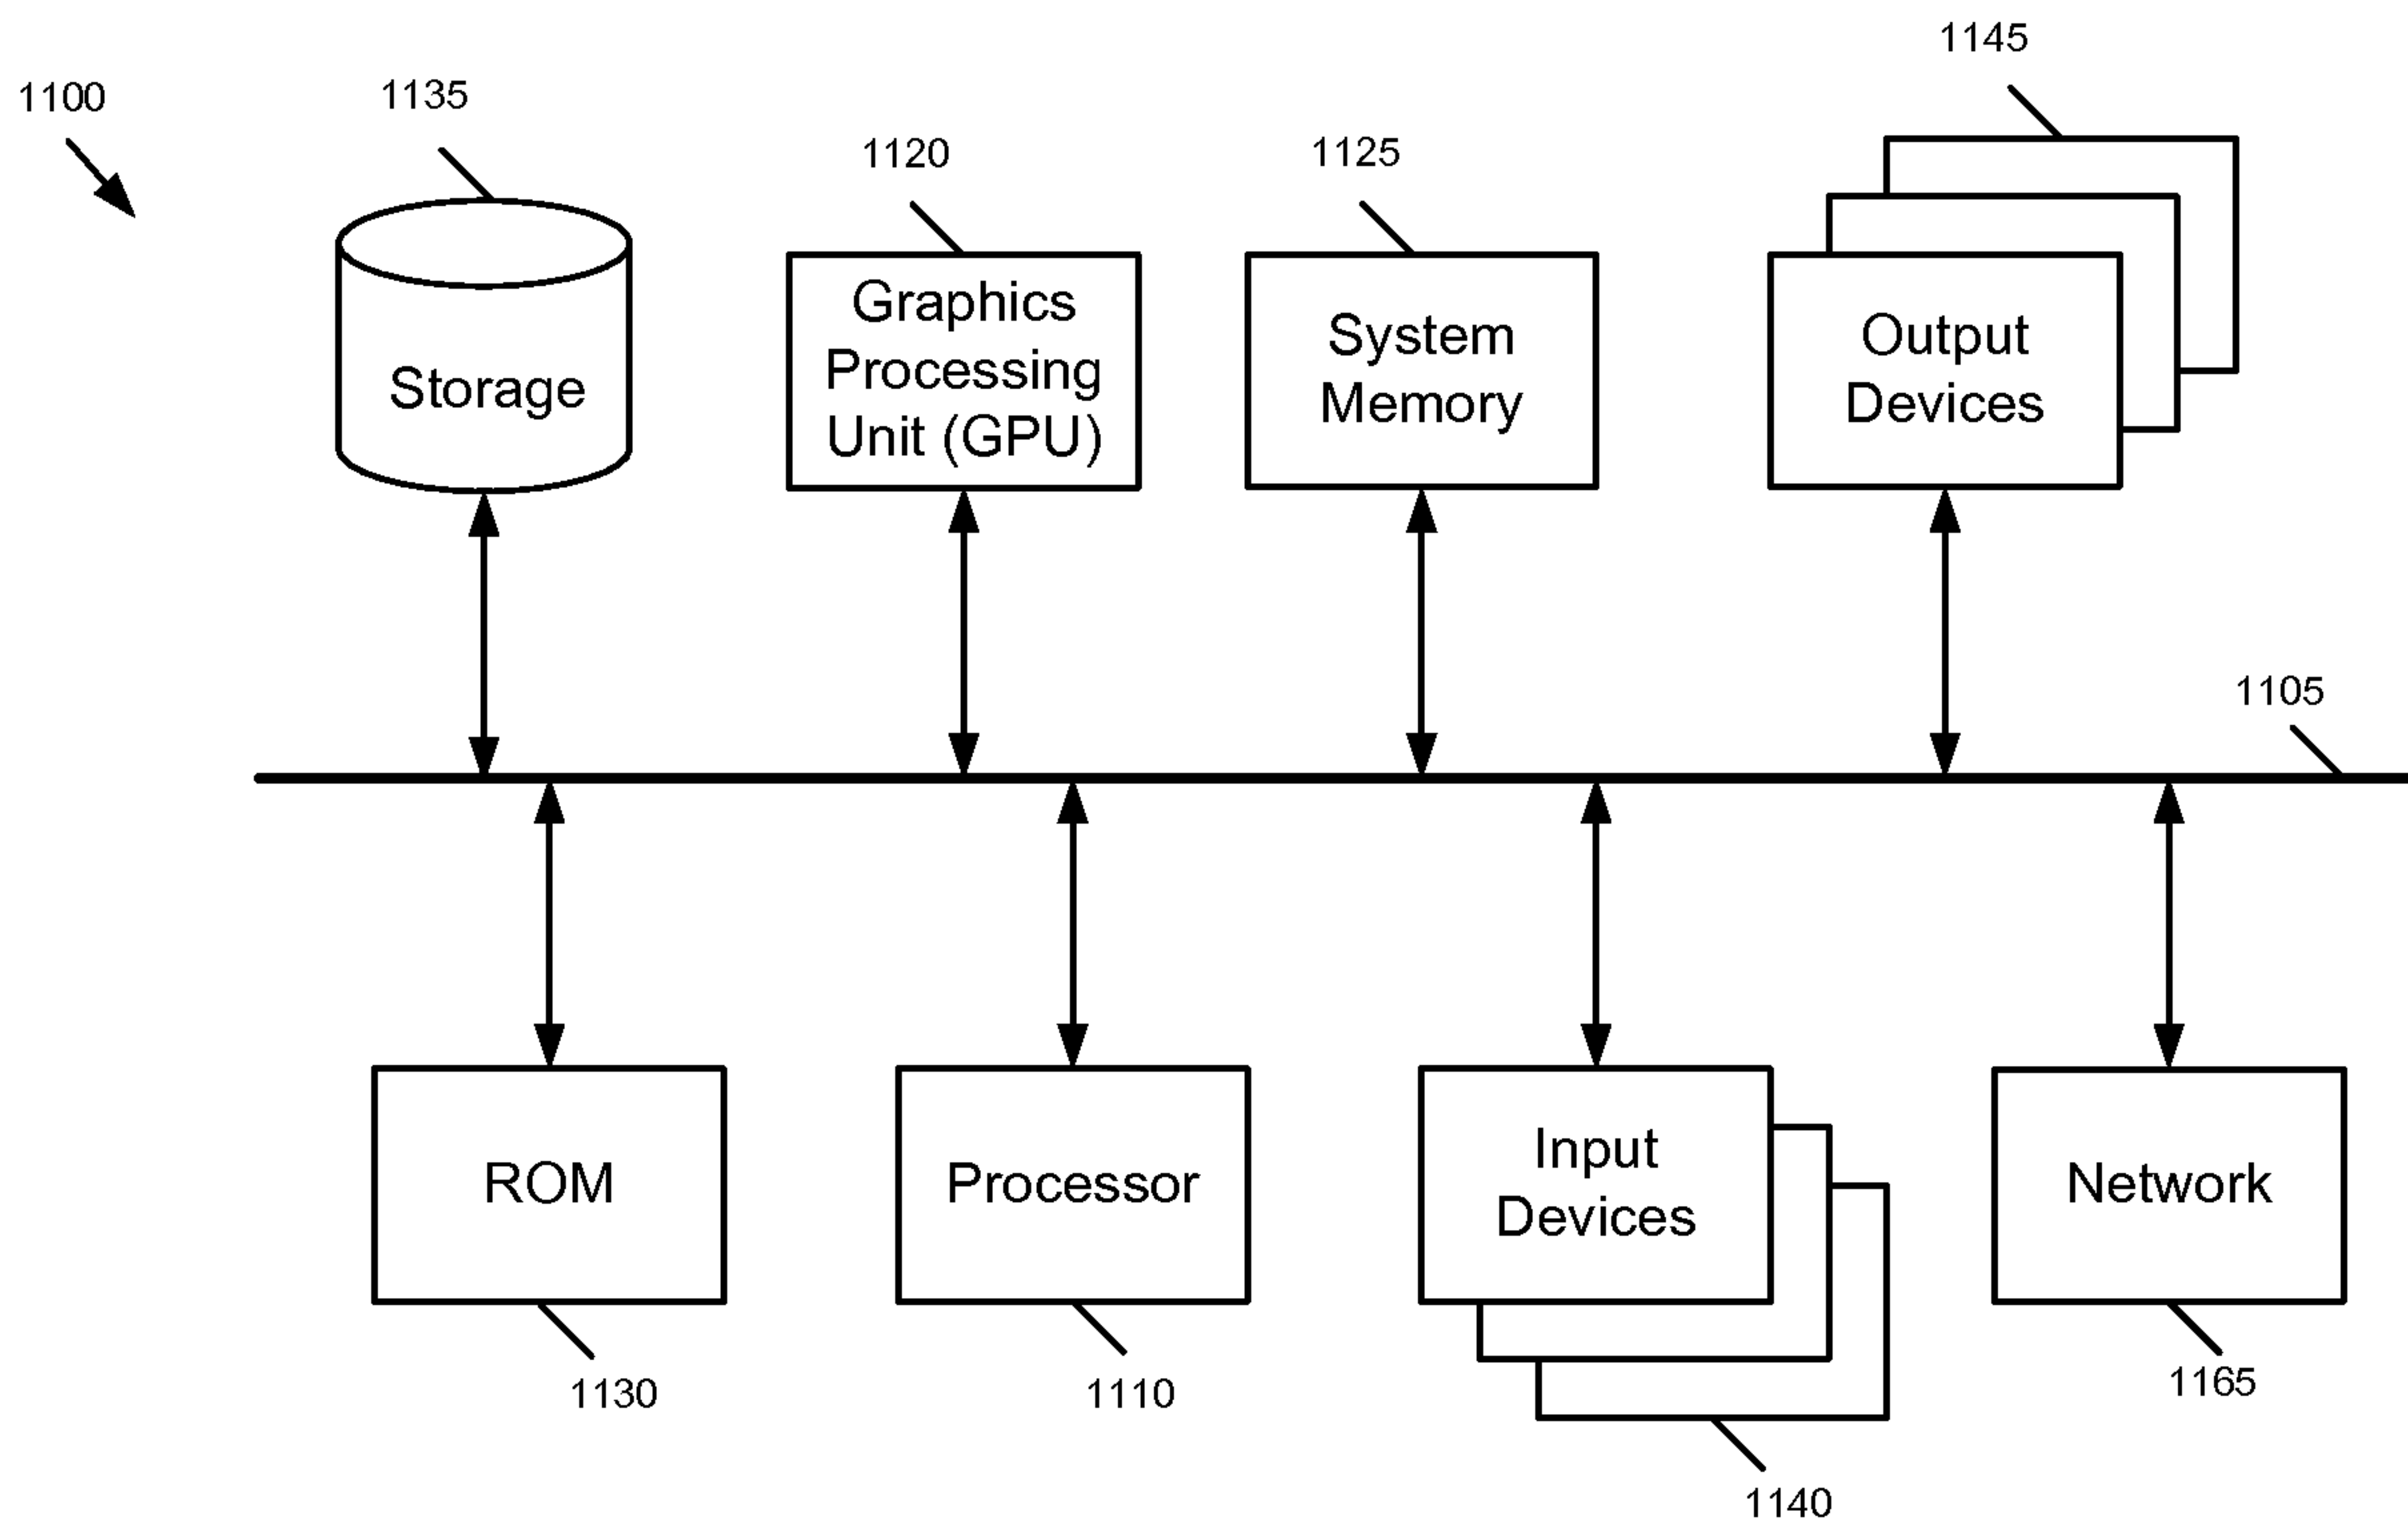 1145
1100
1135
1120
1125
Graphics
Processing
Unit (GPU)
System
Memory
Output
Devices
Storage
1105
ROM
Processor
Input
Devices
Network
1130
1110
1165
1140